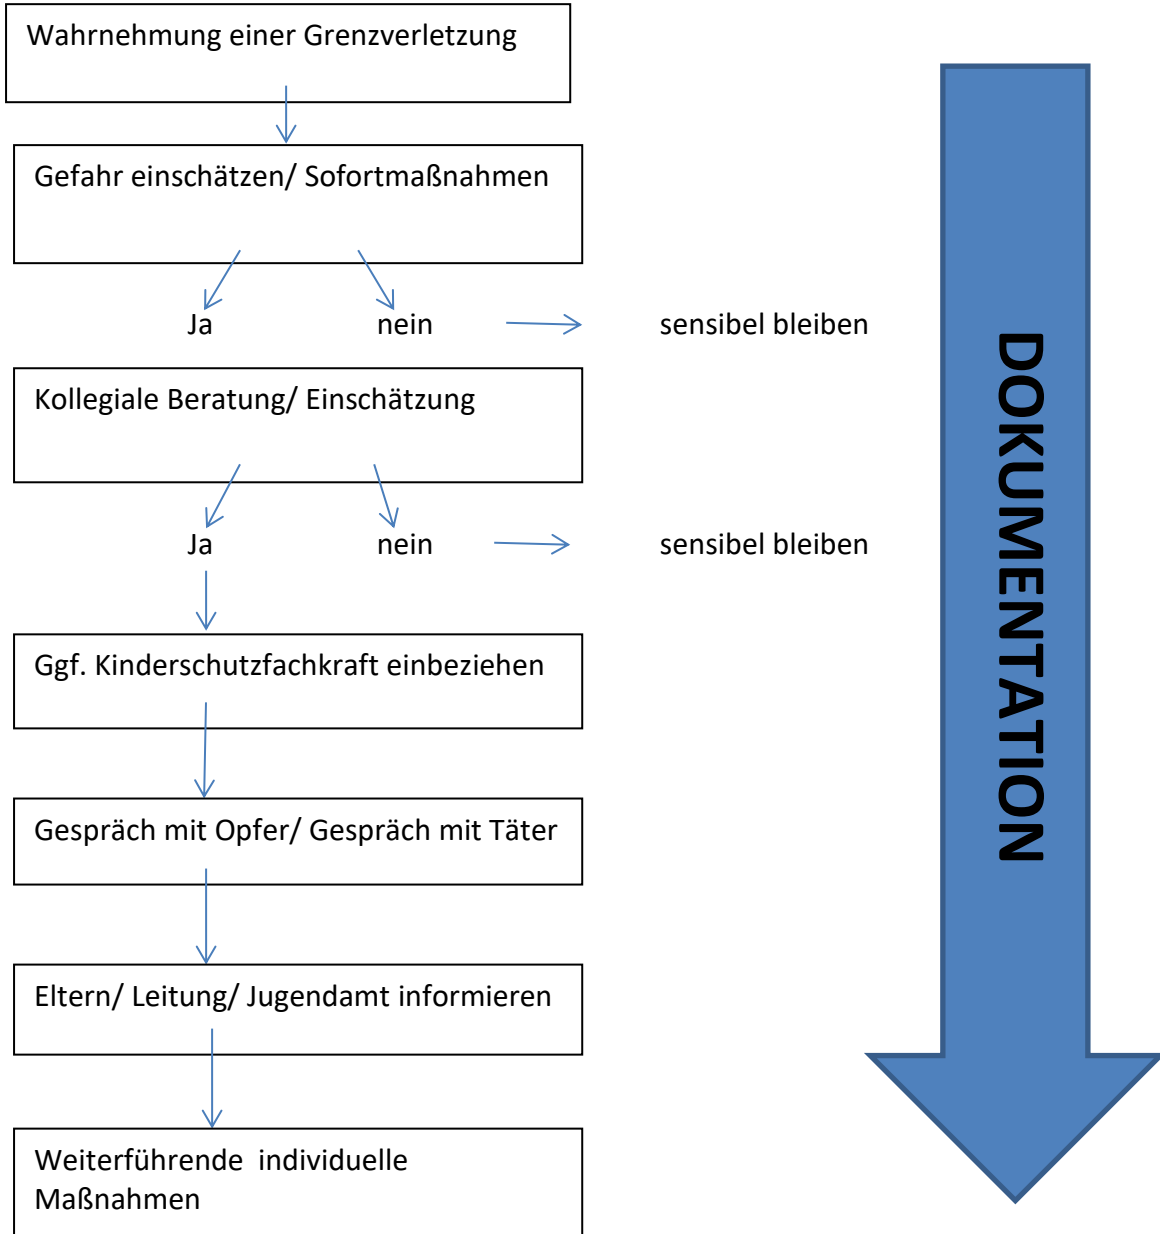 Wahrnehmung einer Grenzverletzung
Gefahr einschätzen/ Sofortmaßnahmen
Ja nein sensibel bleiben
Kollegiale Beratung/ Einschätzung
Ja nein sensibel bleiben
Ggf. Kinderschutzfachkraft einbeziehen
Gespräch mit Opfer/ Gespräch mit Täter
Eltern/ Leitung/ Jugendamt informieren
Weiterführende individuelle
Maßnahmen
DOKUMENTATION